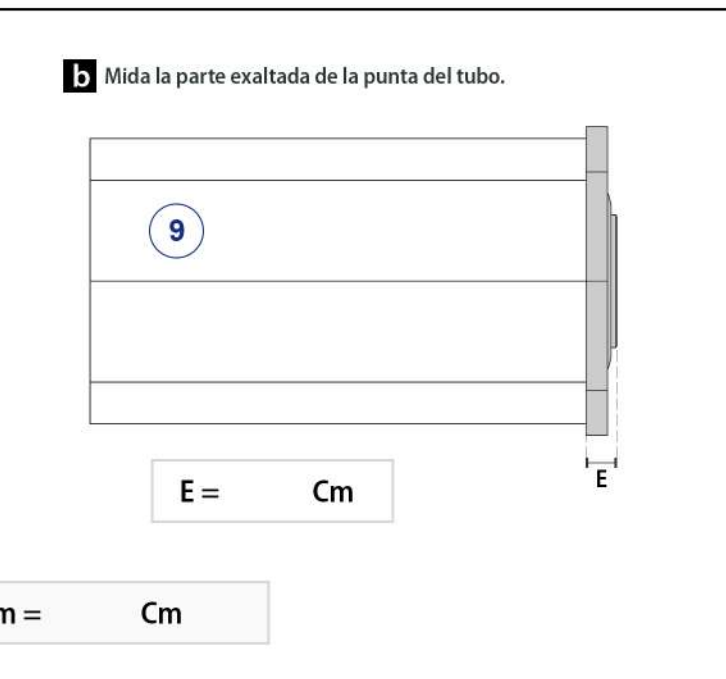 b Mida la parte exaltada de la punta del tubo.
9
E
E = Cm
m = Cm